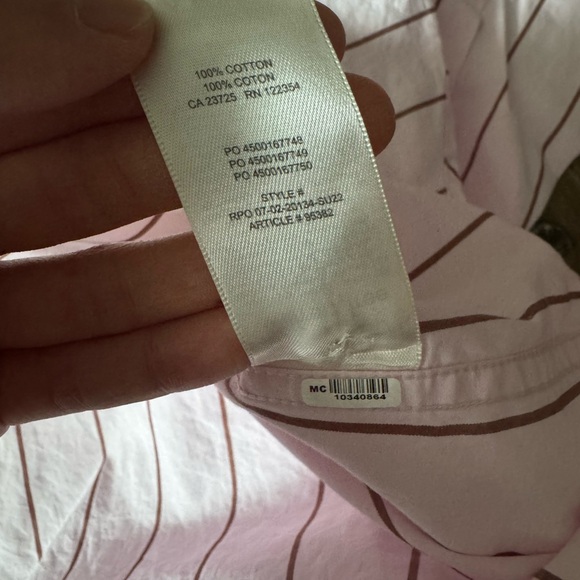 100% COTTON
100% COTON
CA 23725 RN 122354
PO 4500167748
PO 4500167749
PO 4500167750
STYLE #
RPO 07-02-20134-SU22
ARTICLE # 95382
MC
10340864